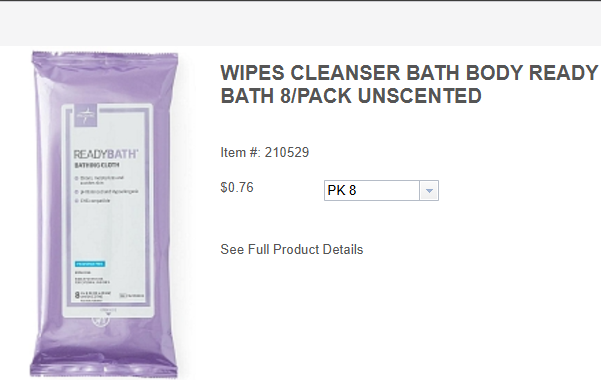 WIPES CLEANSER BATH BODY READY
BATH 8/PACK UNSCENTED
Item #: 210529
$0.76
PK 8
See Full Product Details
READYBATH
BATHING CLOTH